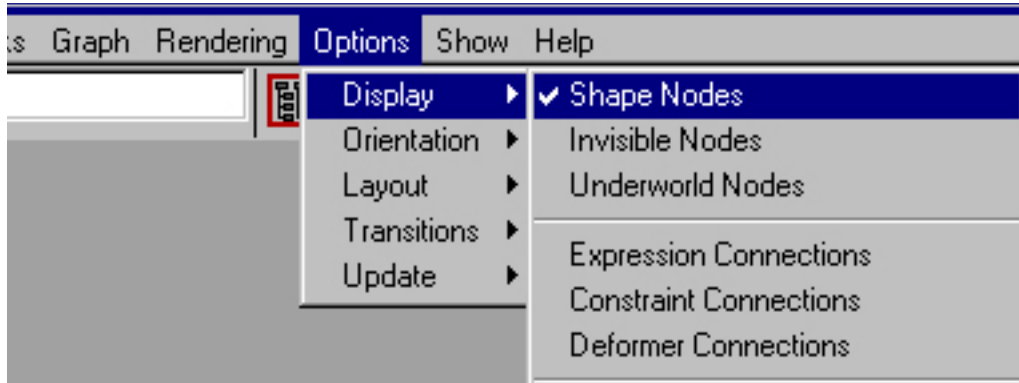 Graph Rendering Options Show Help
Display
Orientation
Layout
Transitions
Update
Shape Nodes
Invisible Nodes
Underworld Nodes
Expression Connections
Constraint Connections
Deformer Connections